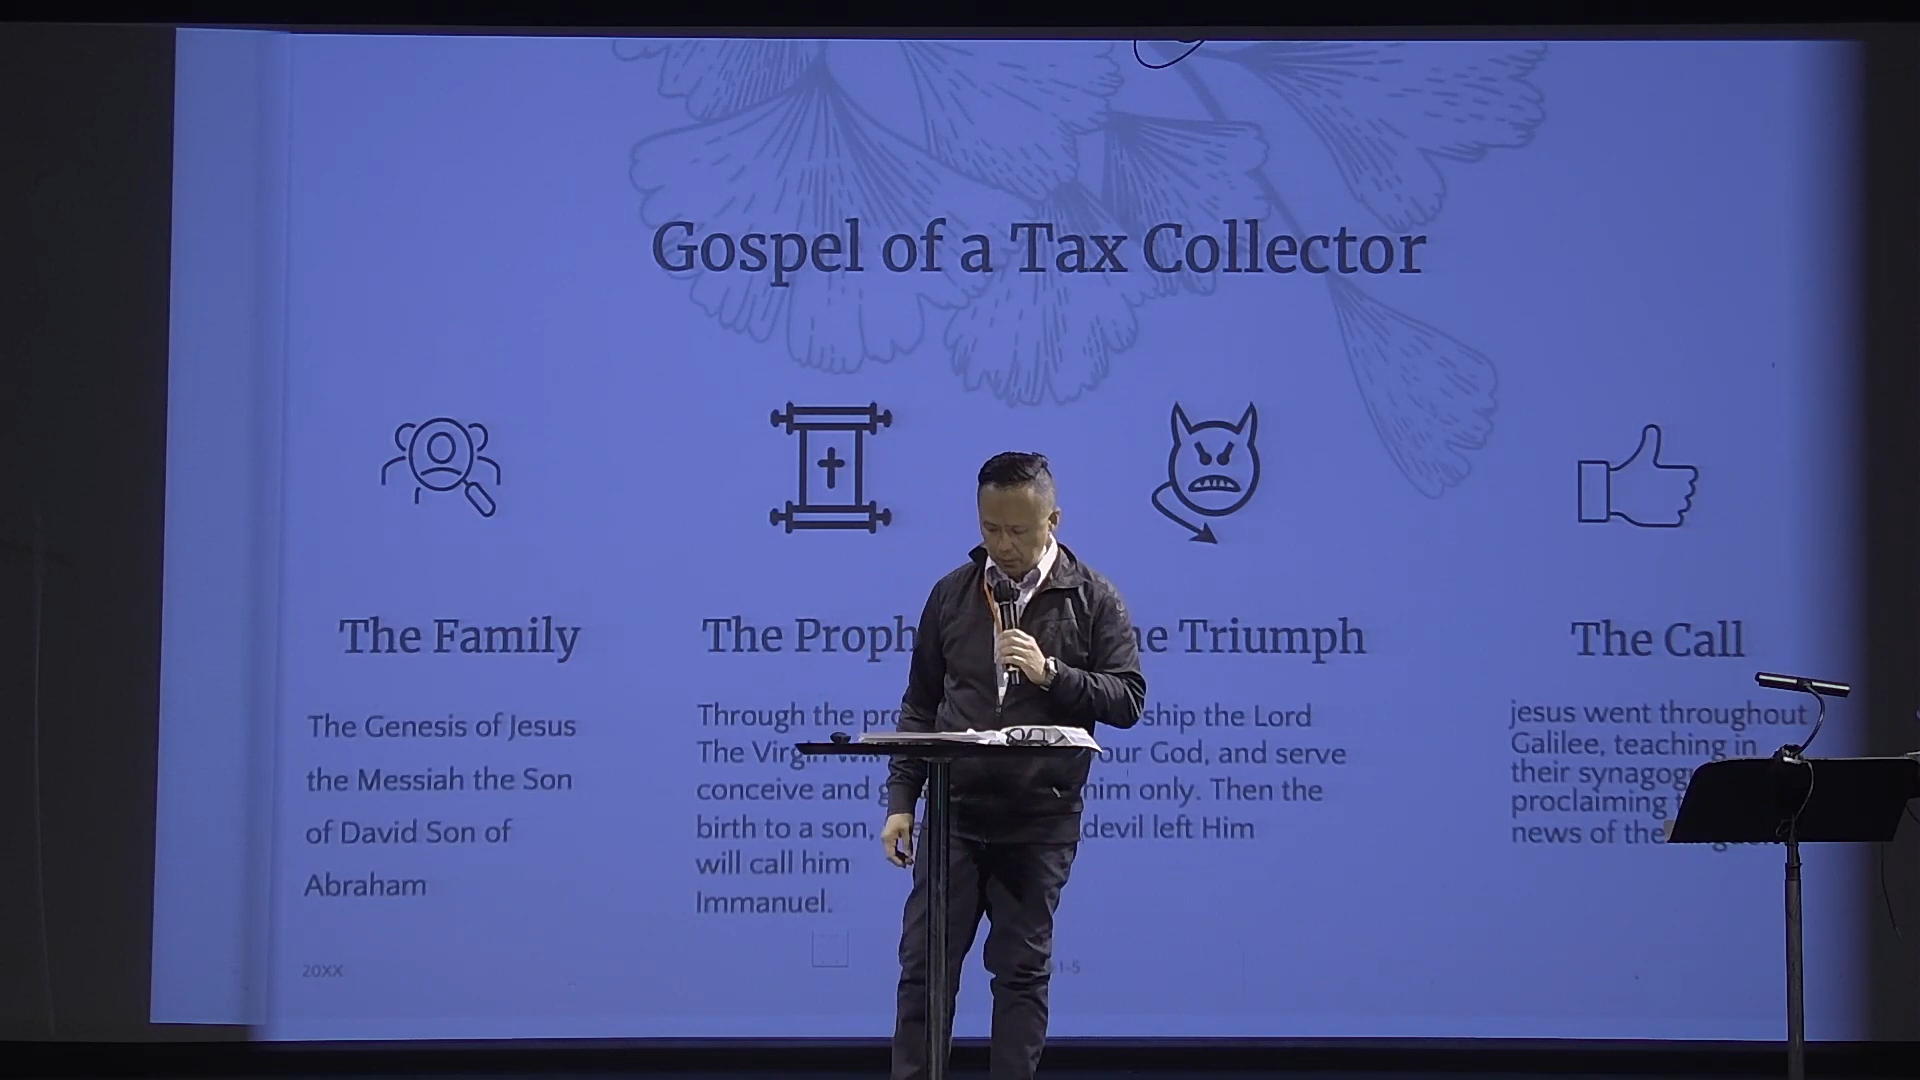 Gospel of a Tax Collector
The Family
The Genesis of Jesus
the Messiah the Son
of David Son of
Abraham
The Proph
Through the pro
The Virgin will
conceive and g
birth to a son,
will call him
Immanuel.
e Triumph
ship the Lord
our God, and serve
him only. Then the
devil left Him
The Call
jesus went throughout
Galilee, teaching in
their synagog
proclaiming
news of the
20XX
1-5